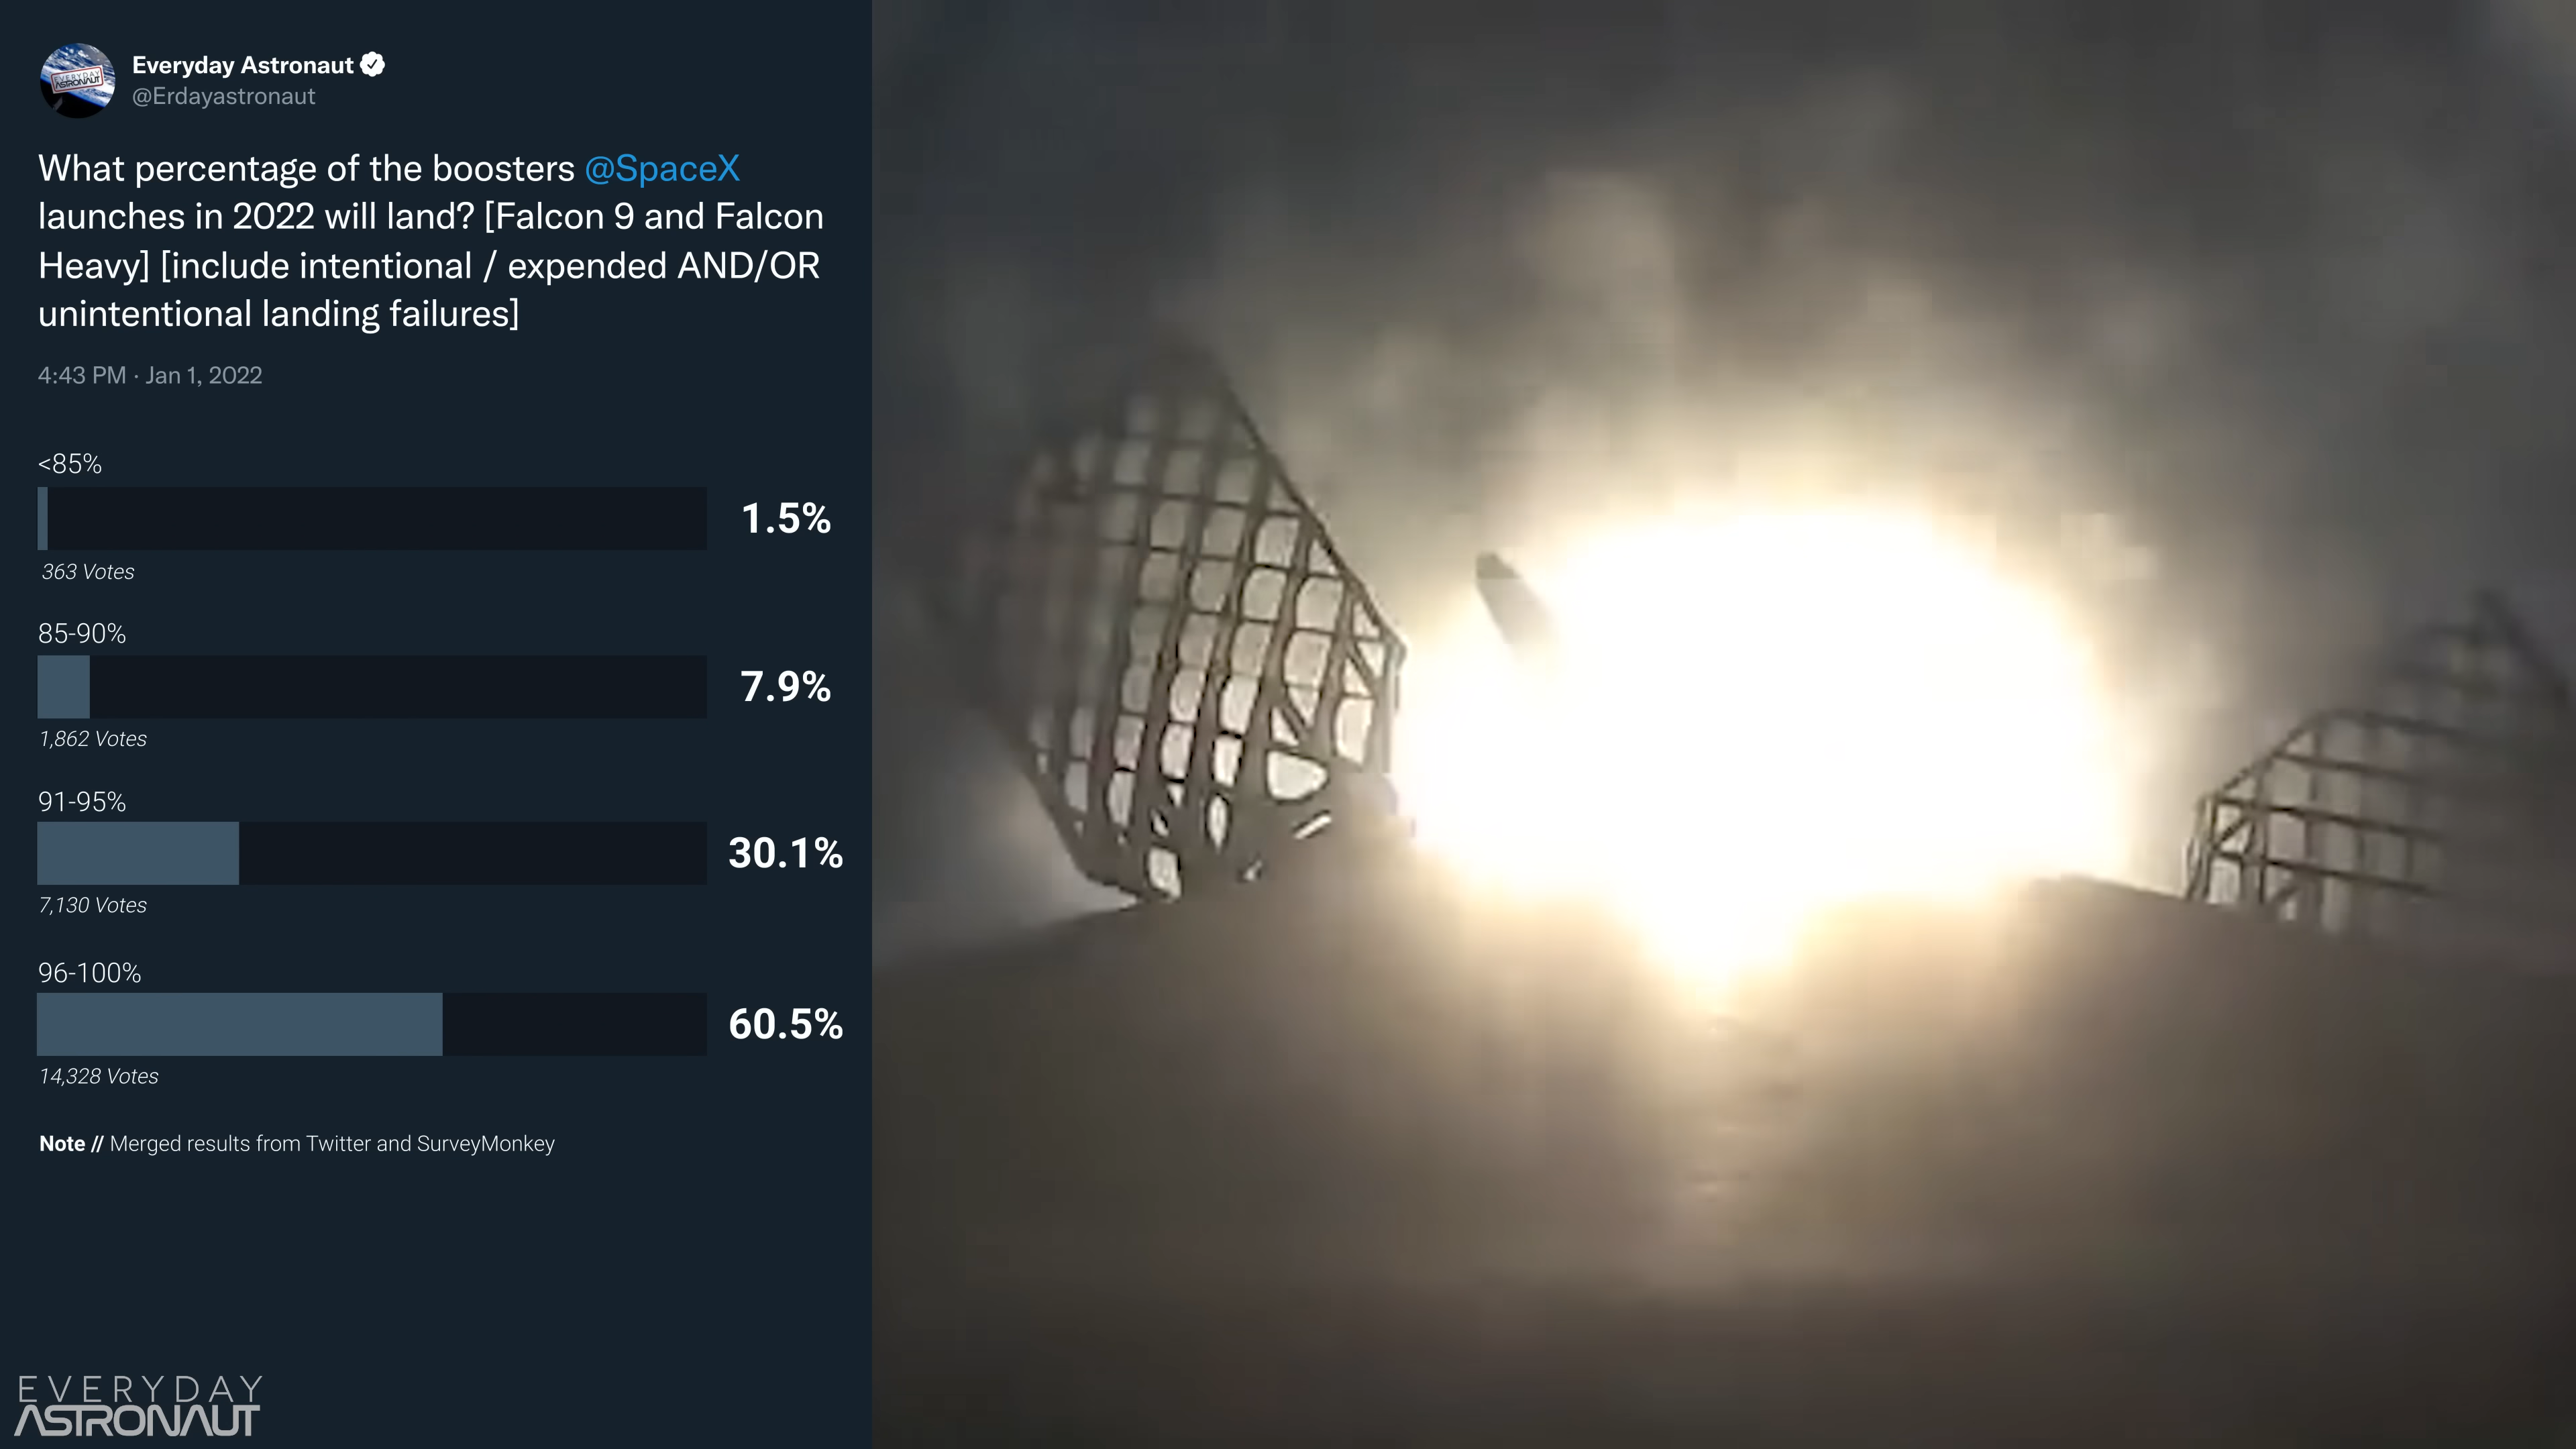 EVERYDAY
ASTRONAUT
Everyday Astronaut
@Erdayastronaut
What percentage of the boosters @SpaceX
launches in 2022 will land? [Falcon 9 and Falcon
Heavy] [include intentional / expended AND/OR
unintentional landing failures]
4:43 PM · Jan 1, 2022
<85%
1.5%
363 Votes
85-90%
7.9%
1,862 Votes
91-95%
30.1%
7,130 Votes
96-100%
60.5%
14,328 Votes
Note // Merged results from Twitter and SurveyMonkey
EVERYDAY
ASTRONAUT